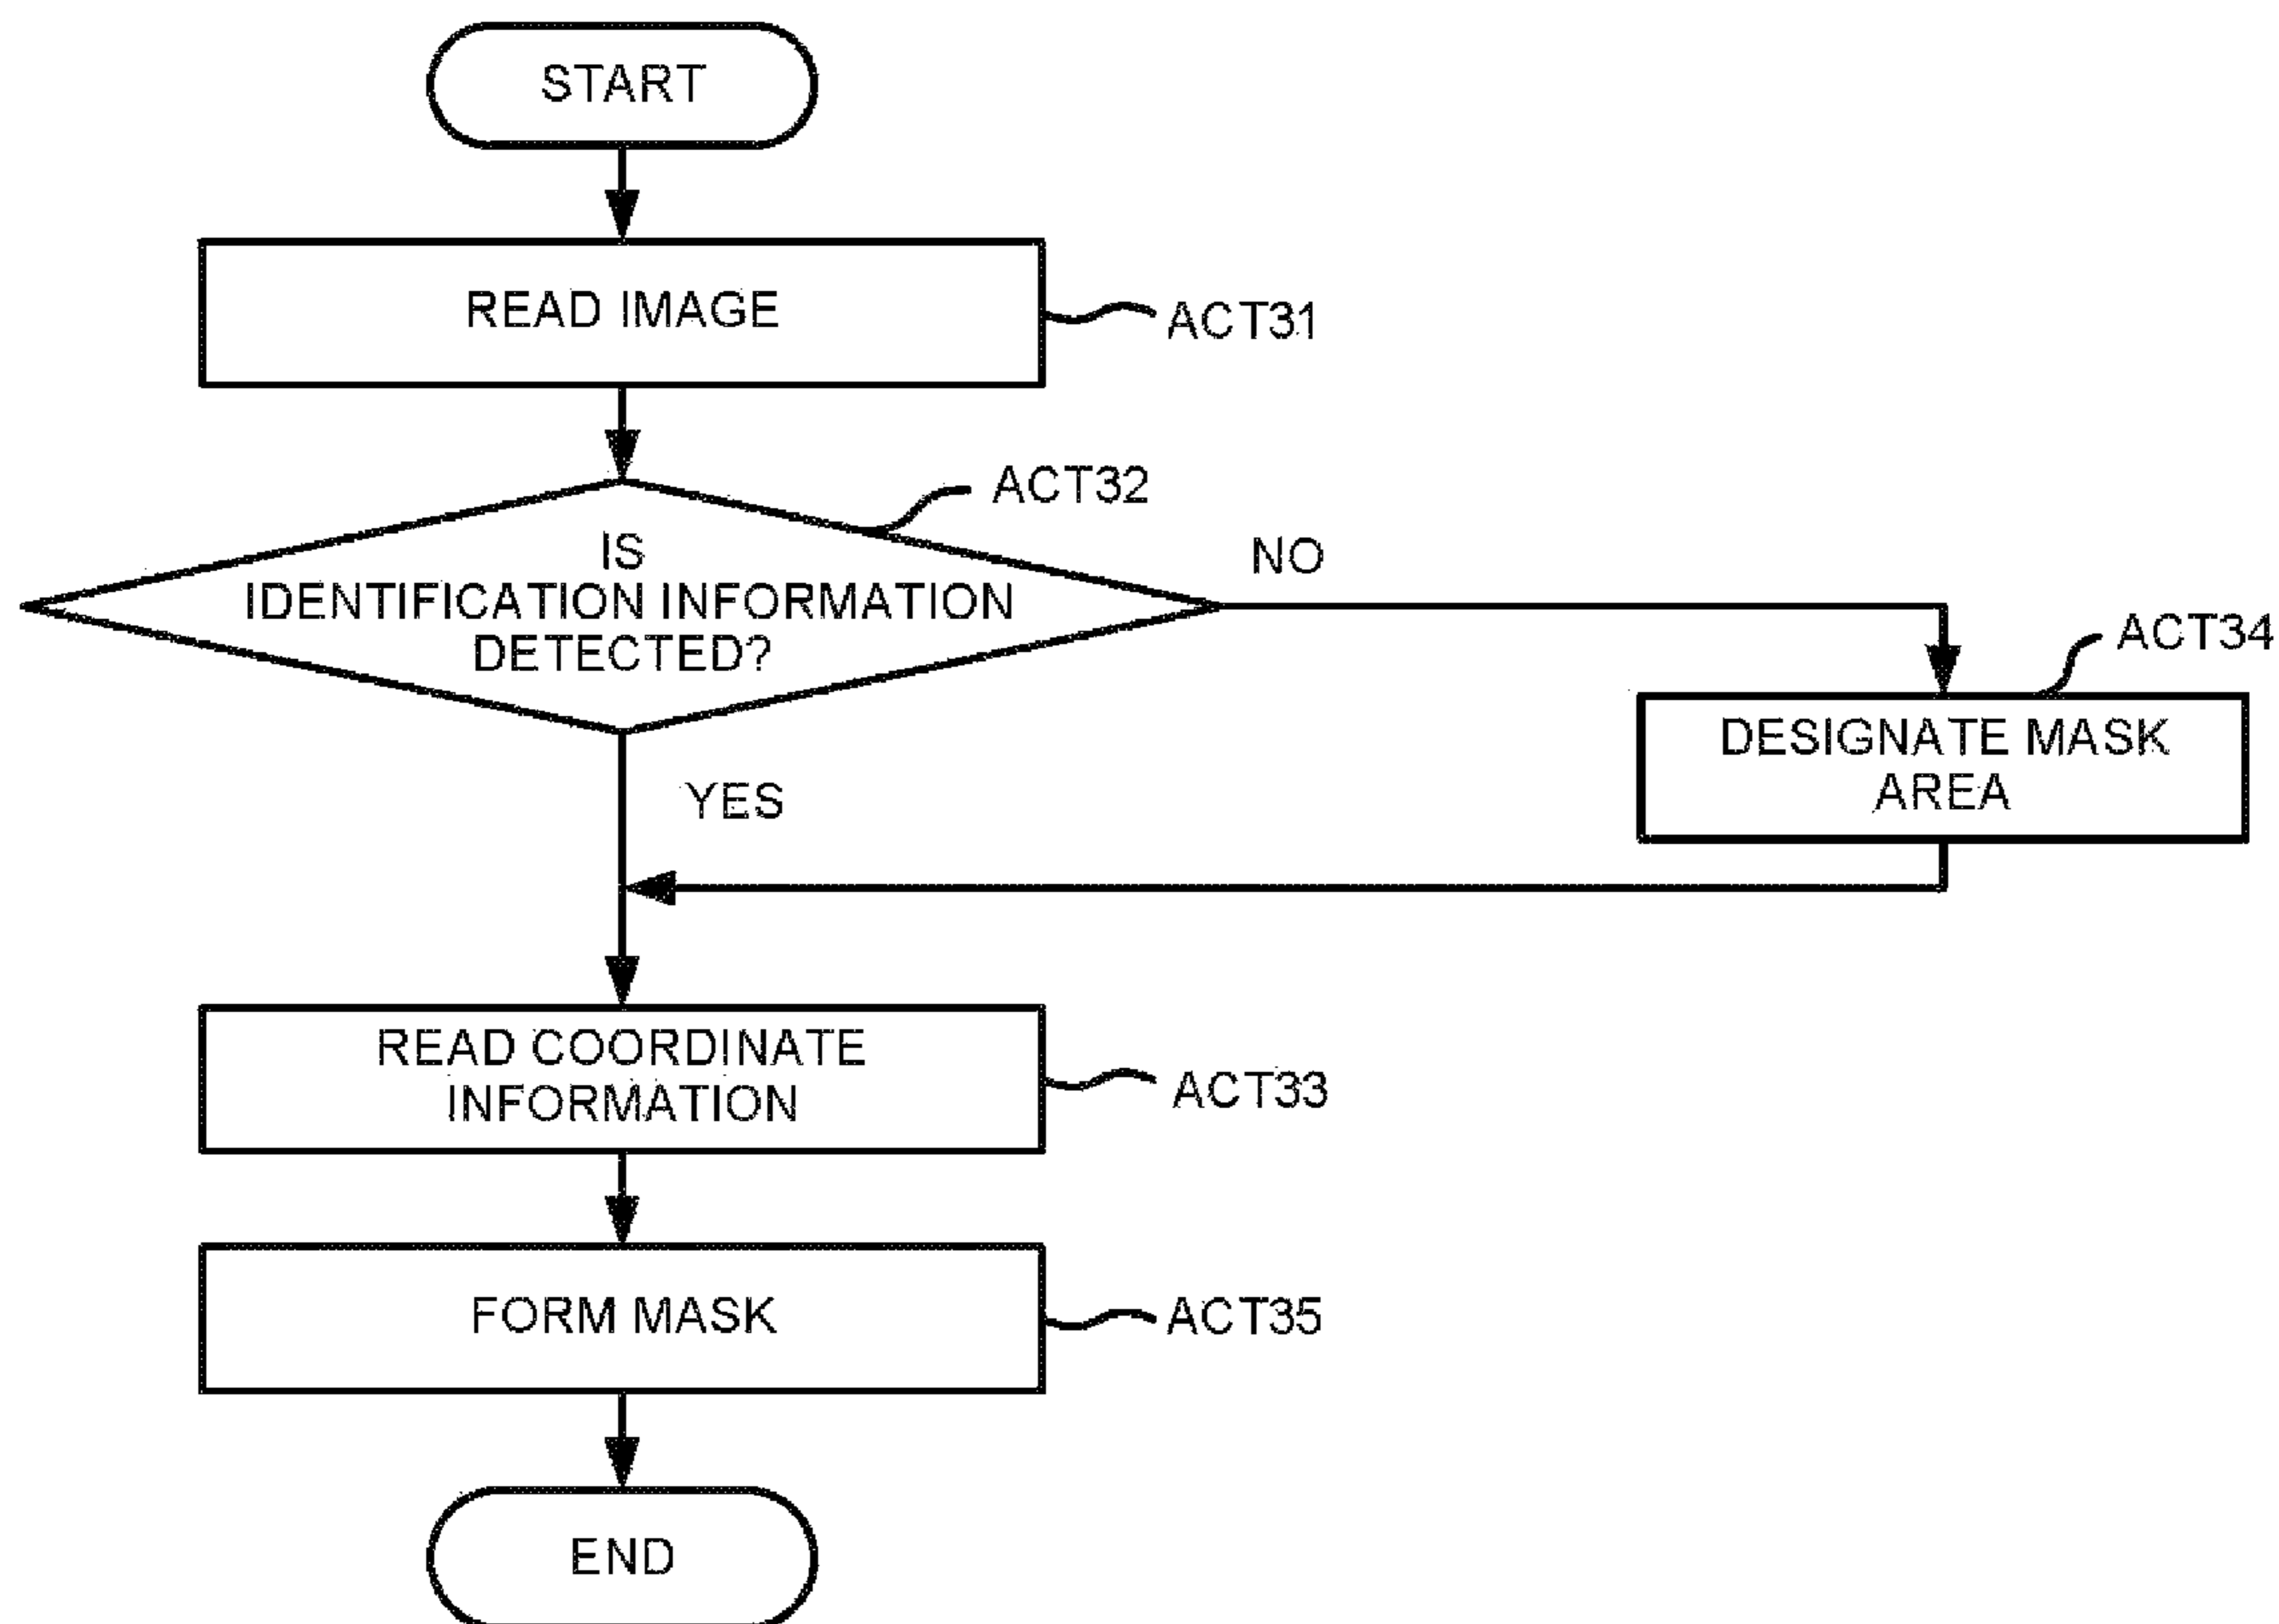 START
READ IMAGE
ACT31
ACT32
IS
IDENTIFICATION INFORMATION
DETECTED?
NO
ACT34
DESIGNATE MASK
AREA
YES
READ COORDINATE
INFORMATION
ACT33
FORM MASK
ACT35
END